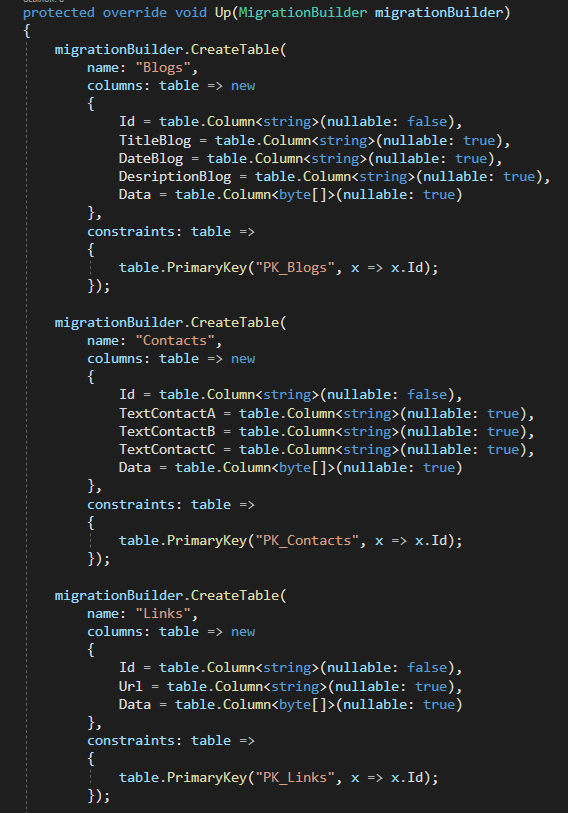 protected override void Up(MigrationBuilder migrationBuilder)
{
    migrationBuilder.CreateTable(
        name: "Blogs",
        columns: table => new
        {
            Id = table.Column<string>(nullable: false),
            TitleBlog = table.Column<string>(nullable: true),
            DateBlog = table.Column<string>(nullable: true),
            DesriptionBlog = table.Column<string>(nullable: true),
            Data = table.Column<byte[]>(nullable: true)
        },
        constraints: table =>
        {
            table.PrimaryKey("PK_Blogs", x => x.Id);
        });

    migrationBuilder.CreateTable(
        name: "Contacts",
        columns: table => new
        {
            Id = table.Column<string>(nullable: false),
            TextContactA = table.Column<string>(nullable: true),
            TextContactB = table.Column<string>(nullable: true),
            TextContactC = table.Column<string>(nullable: true),
            Data = table.Column<byte[]>(nullable: true)
        },
        constraints: table =>
        {
            table.PrimaryKey("PK_Contacts", x => x.Id);
        });

    migrationBuilder.CreateTable(
        name: "Links",
        columns: table => new
        {
            Id = table.Column<string>(nullable: false),
            Url = table.Column<string>(nullable: true),
            Data = table.Column<byte[]>(nullable: true)
        },
        constraints: table =>
        {
            table.PrimaryKey("PK_Links", x => x.Id);
        });